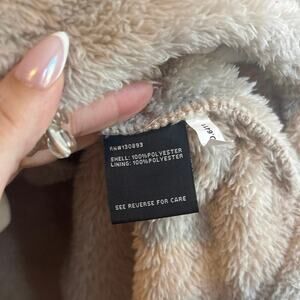 RN#130893
SHELL: 100%POLYESTER
LINING: 100%POLYESTER
SEE REVERSE FOR CARE